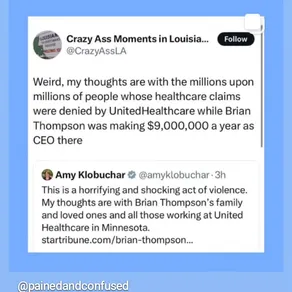 Crazy Ass Moments in Louisia...
Follow
@CrazyAssLA
Weird, my thoughts are with the millions upon
millions of people whose healthcare claims
were denied by UnitedHealthcare while Brian
Thompson was making $9,000,000 a year as
CEO there
Amy Klobuchar @amyklobuchar · 3h
This is a horrifying and shocking act of violence.
My thoughts are with Brian Thompson's family
and loved ones and all those working at United
Healthcare in Minnesota.
startribune.com/brian-thompson...
@painedandconfused